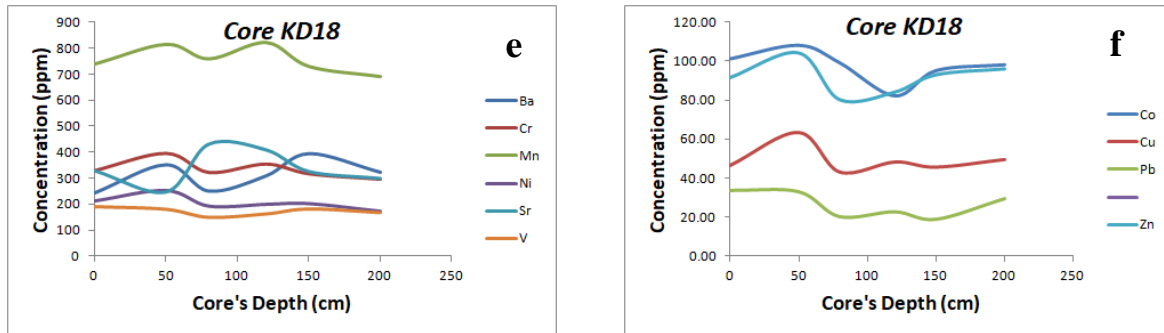 Core KD18
e
Concentration (ppm)
900
800
700
600
500
400
300
200
100
0
0 50 100 150 200 250
Core's Depth (cm)
Ba
Cr
Mn
Ni
Sr
V
Core KD18
f
Concentration (ppm)
120.00
100.00
80.00
60.00
40.00
20.00
0.00
0 50 100 150 200 250
Core's Depth (cm)
Co
Cu
Pb
Zn